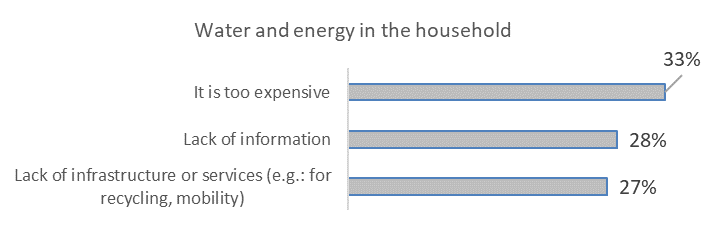 Water and energy in the household
33%
It is too expensive
Lack of information
28%
Lack of infrastructure or services (e.g.: for
recycling, mobility)
27%